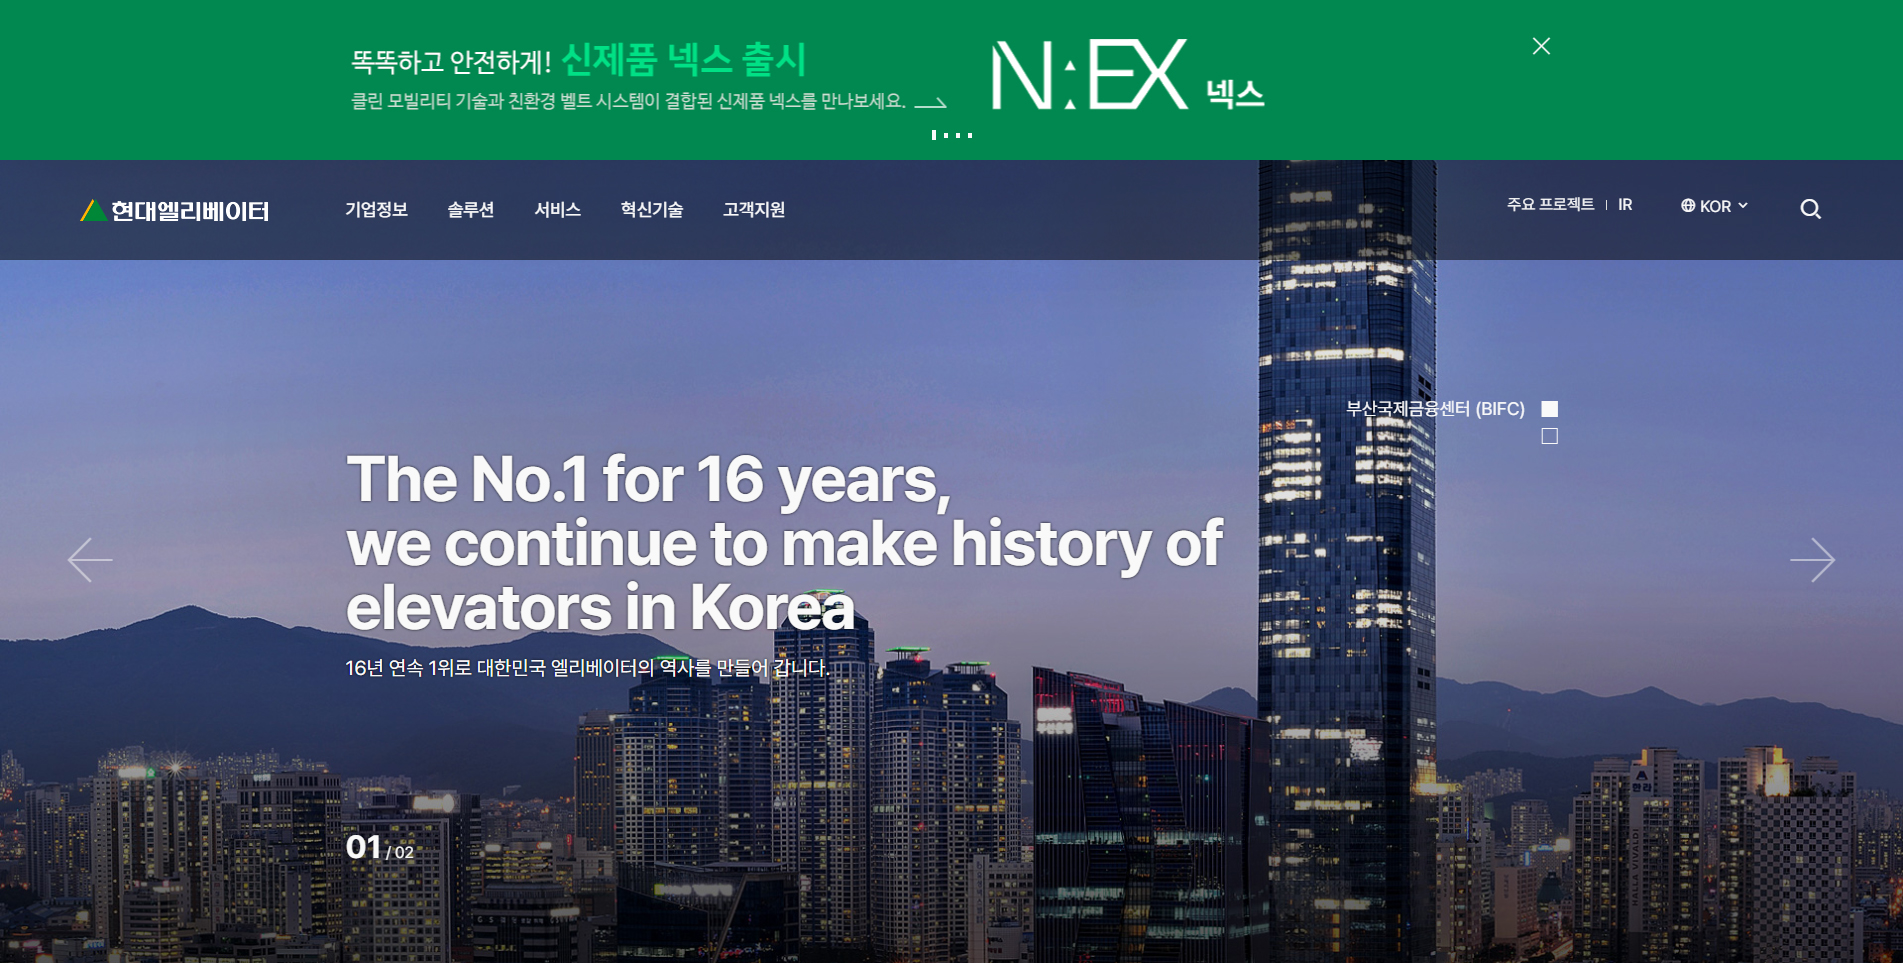 똑똑하고 안전하게! 신제품 넥스 출시
클린 모빌리티 기술과 친환경 벨트 시스템이 결합된 신제품 넥스를 만나보세요.
N:EX 넥스
현대엘리베이터
기업정보 솔루션 서비스 혁신기술 고객지원
주요 프로젝트 | IR
KOR
부산국제금융센터 (BIFC)
The No.1 for 16 years,
we continue to make history of
elevators in Korea
16년 연속 1위로 대한민국 엘리베이터의 역사를 만들어 갑니다.
01 / 02
한라
HALLA VIVALDI